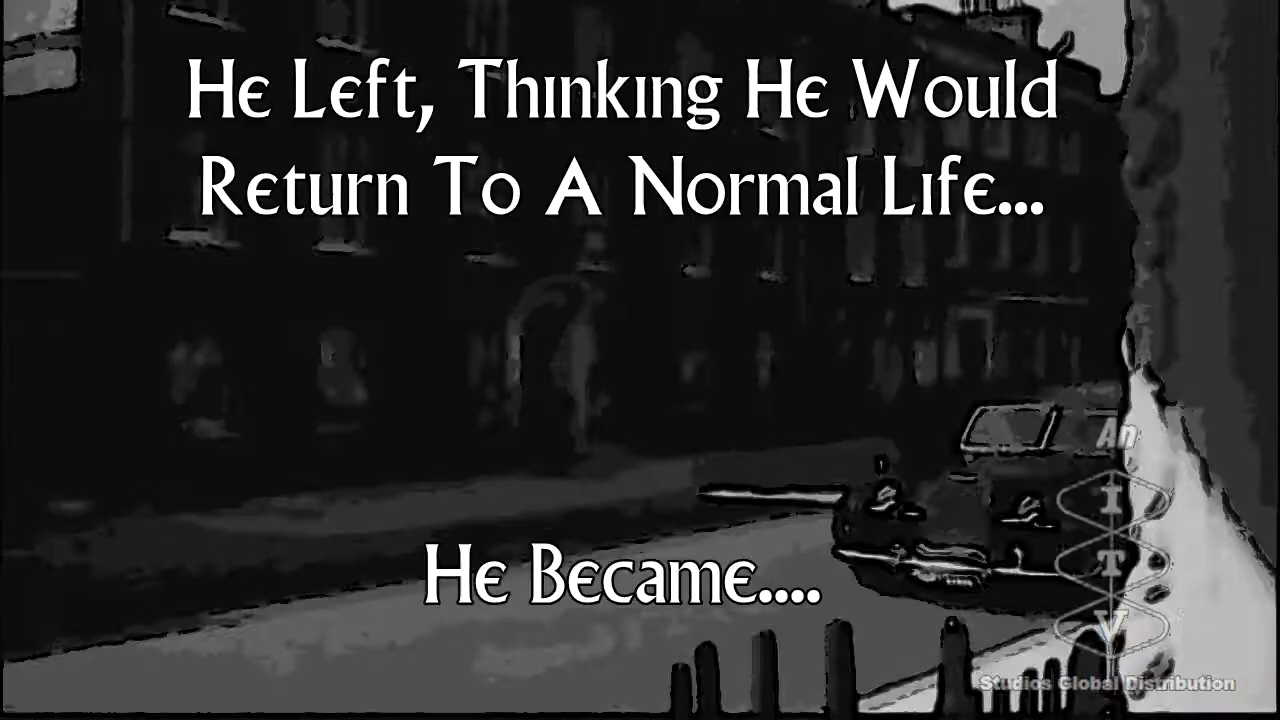 He Left, Thinking He Would
Return To A Normal Life...
He Became....
An
I
T
V
Studios Global Distribution